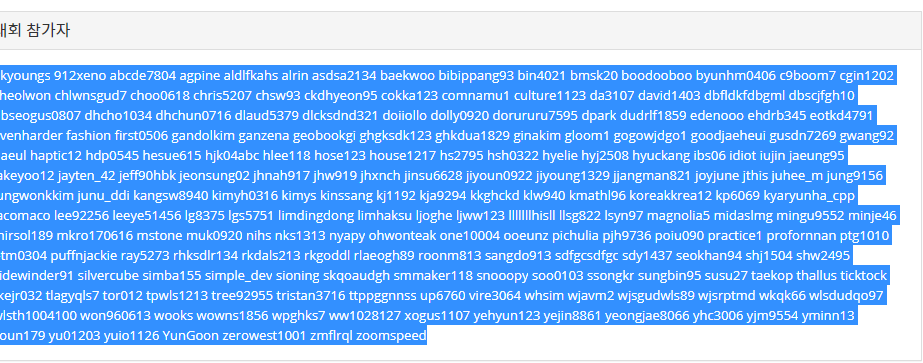 대회 참가자
kyoungs 912xeno abcde7804 agpine aldlfkahs alrin asdsa2134 baekwoo bibippang93 bin4021 bmsk20 boodooboo byunhm0406 c9boom7 cgin1202
heolwon chlwnsgud7 choo0618 chris5207 chsw93 ckdhyeon95 cokka123 comnamu1 culture1123 da3107 david1403 dbfldkfdbgml dbscjfgh10
bseogus0807 dhcho1034 dhchun0716 dlaud5379 dlcksdnd321 doiiollo dolly0920 dorururu7595 dpark dudrlf1859 edenooo ehdrb345 eotkd4791
venharder fashion first0506 gandolkim ganzena geobookgi ghgksdk123 ghkdua1829 ginakim gloom1 gogowjdgo1 goodjaeheui gusdn7269 gwang92
aeul haptic12 hdp0545 hesue615 hjk04abc hlee118 hose123 house1217 hs2795 hsh0322 hyelie hyj2508 hyuckang ibs06 idiot iujin jaeung95
akeyoo12 jayten_42 jeff90hbk jeonsung02 jhnah917 jhw919 jhxnch jinsu6628 jiyoun0922 jiyoung1329 jjangman821 joyjune jthis juhee_m jung9156
ungwonkkim junu_ddi kangsw8940 kimyh0316 kimys kinssang kj1192 kja9294 kkghckd klw940 kmathl96 koreakkrea12 kp6069 kyaryunha_cpp
acomaco lee92256 leeye51456 lg8375 lgs5751 limdingdong limhaksu ljoghe ljww123 llsg822 lsyn97 magnolia5 midaslmg mingu9552 minje46
mirsol189 mkro170616 mstone muk0920 nihs nks1313 nyapy ohwonteak one10004 ooeunz pichulia pjh9736 poiu090 practice1 profornnan ptg1010
tm0304 puffnjackie ray5273 rhksdlr134 rkdals213 rkgoddl rlaeogh89 roonm813 sangdo913 sdfgcsdfgc sdy1437 seokhan94 shj1504 shw2495
idewinder91 silvercube simba155 simple_dev sioning skqoaudgh smmaker118 snooopy soo0103 ssongkr sungbin95 susu27 taekop thallus ticktock
kejr032 tlagyqls7 tor012 tpwls1213 tree92955 tristan3716 ttppggnnss up6760 vire3064 whsim wjavm2 wjsgudwls89 wjsrptmd wkqk66 wlsdudqo97
vlsth1004100 won960613 wooks wowns1856 wpghks7 ww1028127 xogus1107 yehyun123 yejin8861 yeongjae8066 yhc3006 yjm9554 yminn13
oun179 yu01203 yuio1126 YunGoon zerowest1001 zmflrql zoomspeed